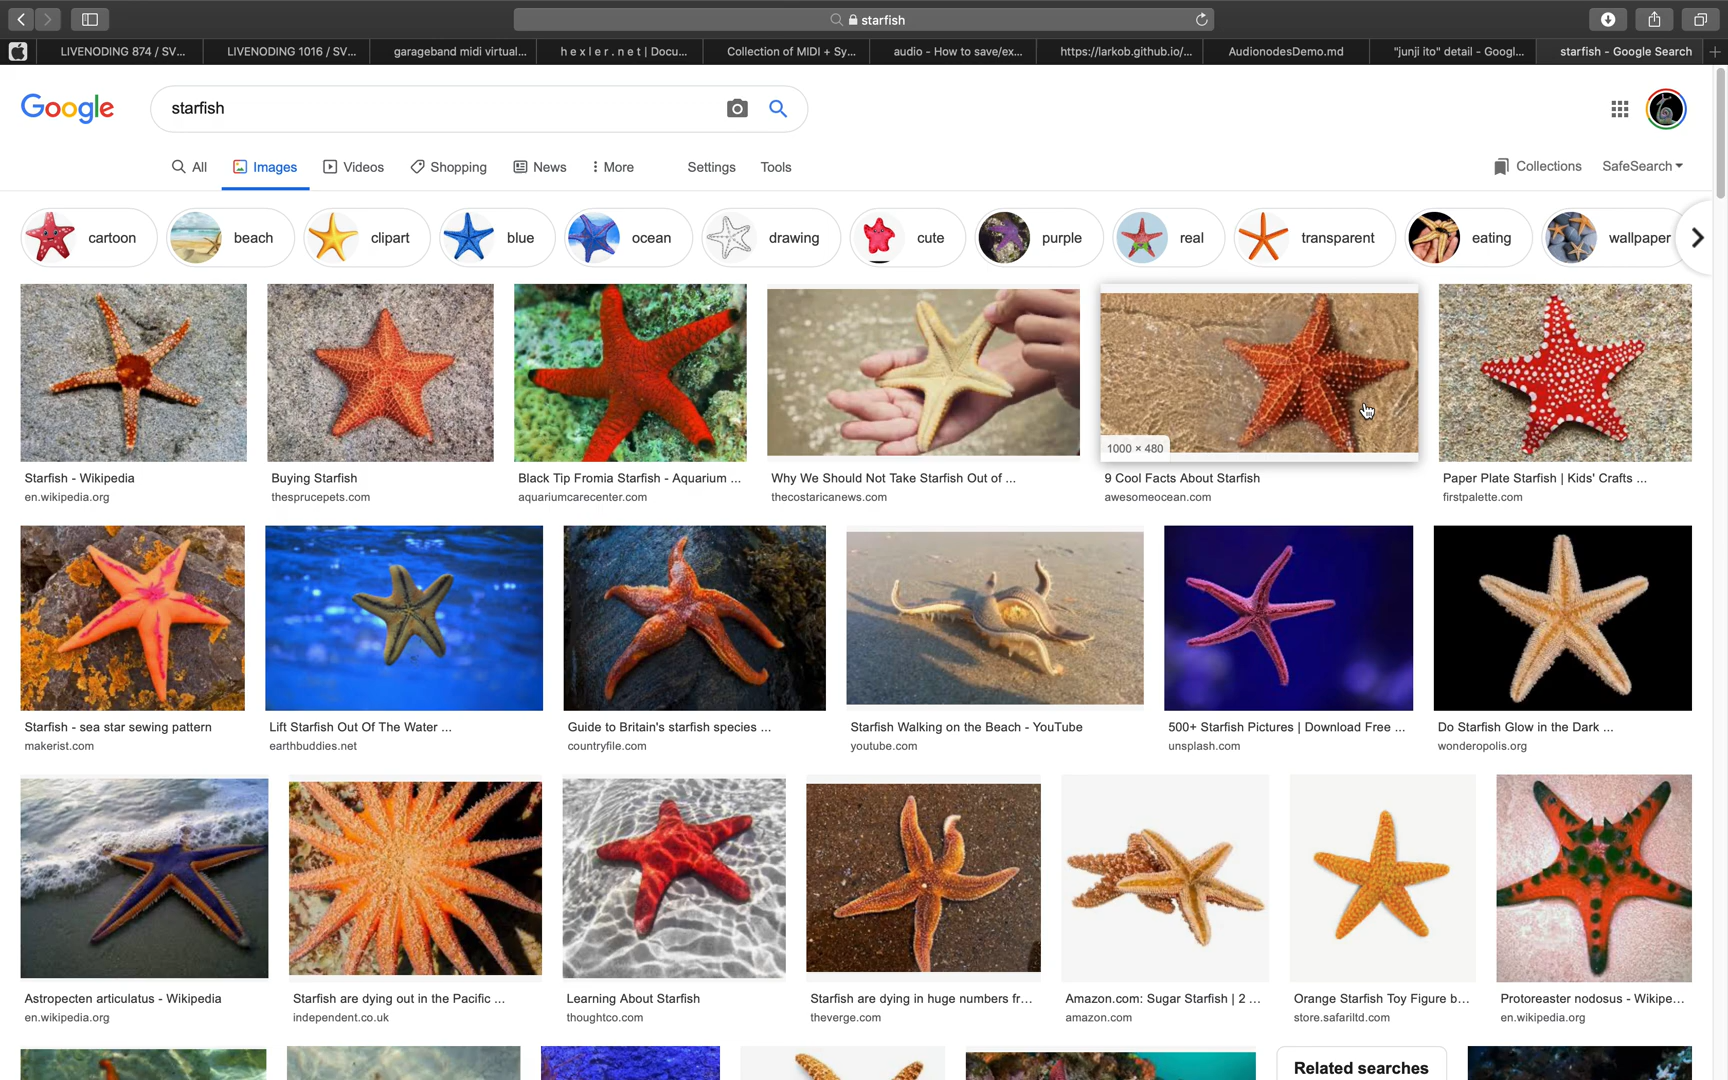 starfish
LIVENODING 874 / SV...
LIVENODING 1016 / SV...
garageband midi virtual...
h e x l e r . n e t | Docu...
Collection of MIDI + Sy...
audio - How to save/ex...
https://larkob.github.io/...
AudionodesDemo.md
"junji ito" detail - Googl...
starfish - Google Search
Google
starfish
All
Images
Videos
Shopping
News
More
Settings
Tools
Collections
SafeSearch
cartoon
beach
clipart
blue
ocean
drawing
cute
purple
real
transparent
eating
wallpaper
1000 × 480
Starfish - Wikipedia
en.wikipedia.org
Buying Starfish
thesprucepets.com
Black Tip Fromia Starfish - Aquarium ...
aquariumcarecenter.com
Why We Should Not Take Starfish Out of ...
thecostaricanews.com
9 Cool Facts About Starfish
awesomeocean.com
Paper Plate Starfish | Kids' Crafts ...
firstpalette.com
Starfish - sea star sewing pattern
makerist.com
Lift Starfish Out Of The Water ...
earthbuddies.net
Guide to Britain's starfish species ...
countryfile.com
Starfish Walking on the Beach - YouTube
youtube.com
500+ Starfish Pictures | Download Free ...
unsplash.com
Do Starfish Glow in the Dark ...
wonderopolis.org
Astropecten articulatus - Wikipedia
en.wikipedia.org
Starfish are dying out in the Pacific ...
independent.co.uk
Learning About Starfish
thoughtco.com
Starfish are dying in huge numbers fr...
theverge.com
Amazon.com: Sugar Starfish | 2 ...
amazon.com
Orange Starfish Toy Figure b...
store.safariltd.com
Protoreaster nodosus - Wikipe...
en.wikipedia.org
Related searches